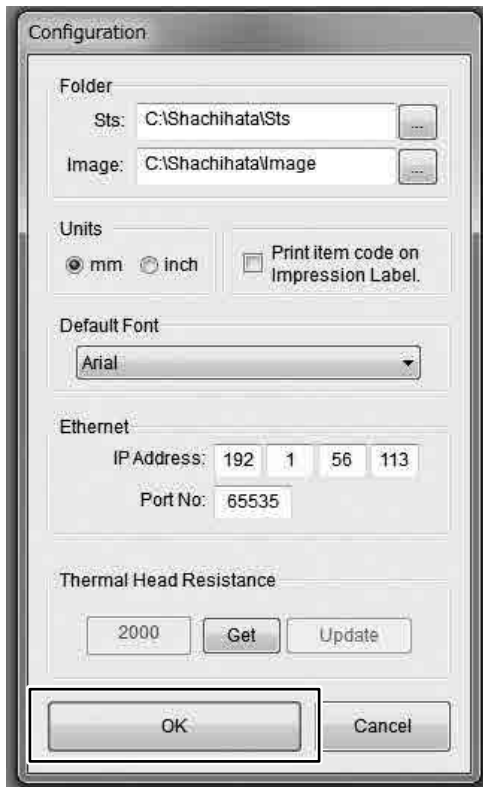 Configuration
Folder
Sts: C:\Shachihata\Sts ...
Image: C:\Shachihata\Image ...
Units
mm inch
Print item code on
Impression Label.
Default Font
Arial
Ethernet
IP Address: 192 1 56 113
Port No: 65535
Thermal Head Resistance
2000 Get Update
OK Cancel